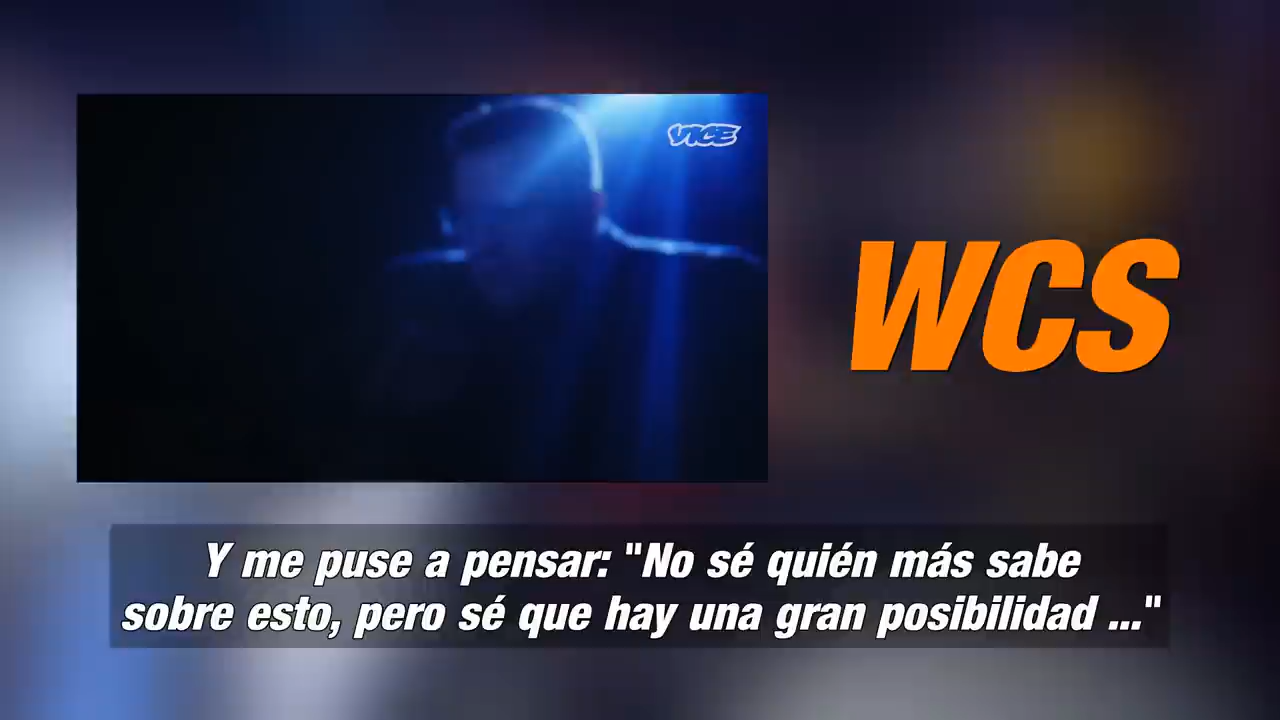 VICE
WCS
Y me puse a pensar: "No sé quién más sabe
sobre esto, pero sé que hay una gran posibilidad ..."